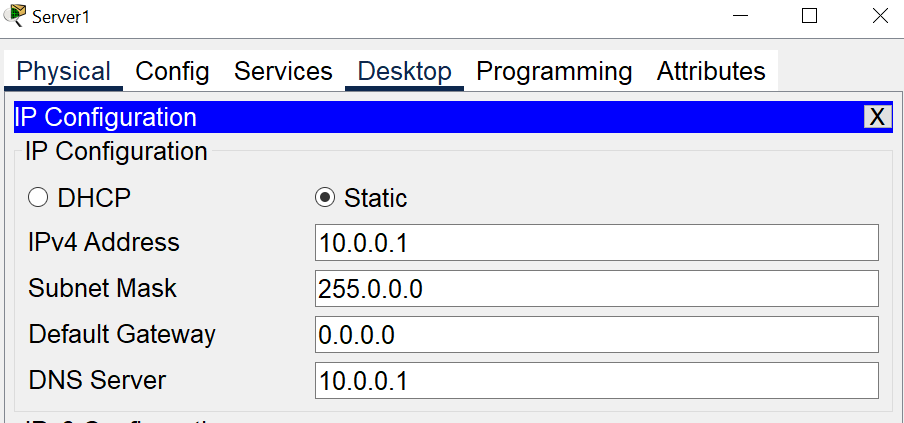 Server1
Physical Config Services Desktop Programming Attributes
IP Configuration X
IP Configuration
DHCP Static
IPv4 Address 10.0.0.1
Subnet Mask 255.0.0.0
Default Gateway 0.0.0.0
DNS Server 10.0.0.1